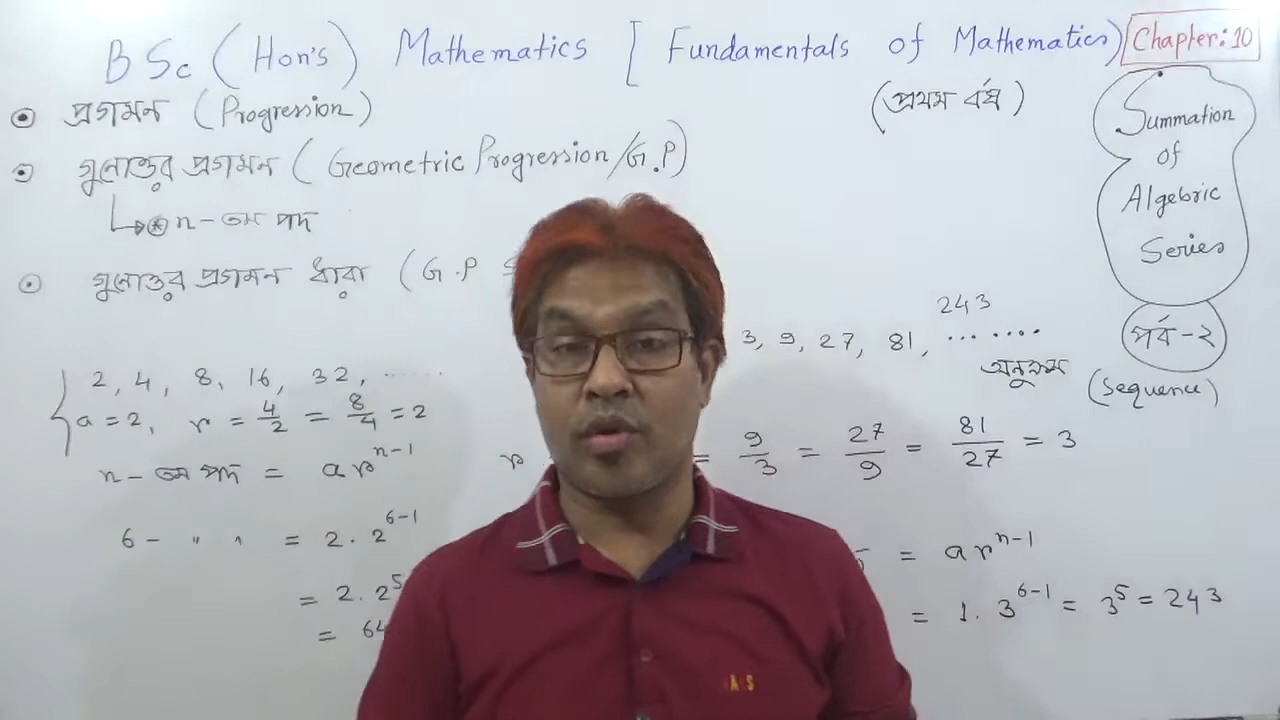 BSc (Hon's) Mathematics [ Fundamentals of Mathematics)
Chapter: 10
প্রগমন (Progression)
(প্রথম বর্ষ)
গুনোত্তর প্রগমন (Geometric Progression/G.P)
n-তম পদ
গুনোত্তর প্রগমন ধারা (G.P
Summation
of
Algebric
Series
পর্ব-২
3, 9, 27, 81, ........
243
অনুক্রম
(Sequence)
2, 4, 8, 16, 32, ......
a = 2, r = 4/2 = 8/4 = 2
n-তম পদ = ar^{n-1}
6 - " " = 2.2^{6-1}
= 2.2^5
= 64
r
= 9/3 = 27/9 = 81/27 = 3
= ar^{n-1}
= 1.3^{6-1} = 3^5 = 243
A S